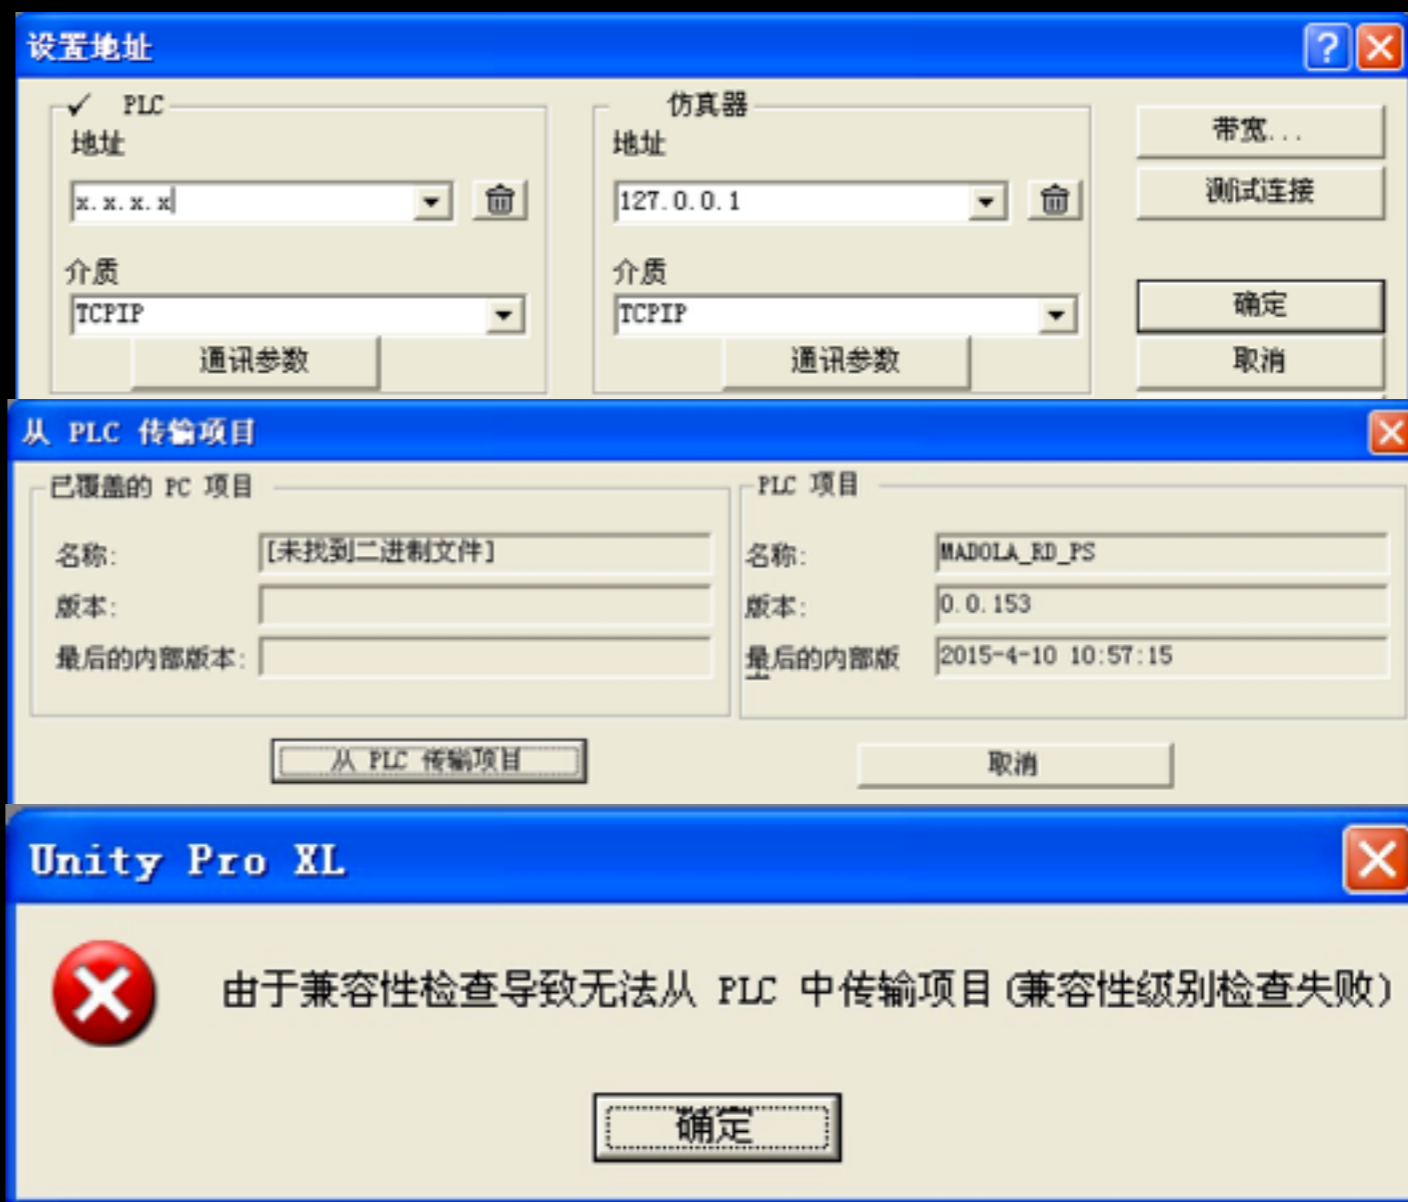 设置地址
✓ PLC 仿真器
地址 地址 带宽...
x.x.x.x 127.0.0.1 测试连接
介质 介质
TCPIP TCPIP 确定
通讯参数 通讯参数 取消
从 PLC 传输项目
已覆盖的 PC 项目 PLC 项目
名称: [未找到二进制文件] 名称: MADOLA_RD_PS
版本: 版本: 0.0.153
最后的内部版本: 最后的内部版 2015-4-10 10:57:15
从 PLC 传输项目 取消
Unity Pro XL
由于兼容性检查导致无法从 PLC 中传输项目(兼容性级别检查失败)
确定